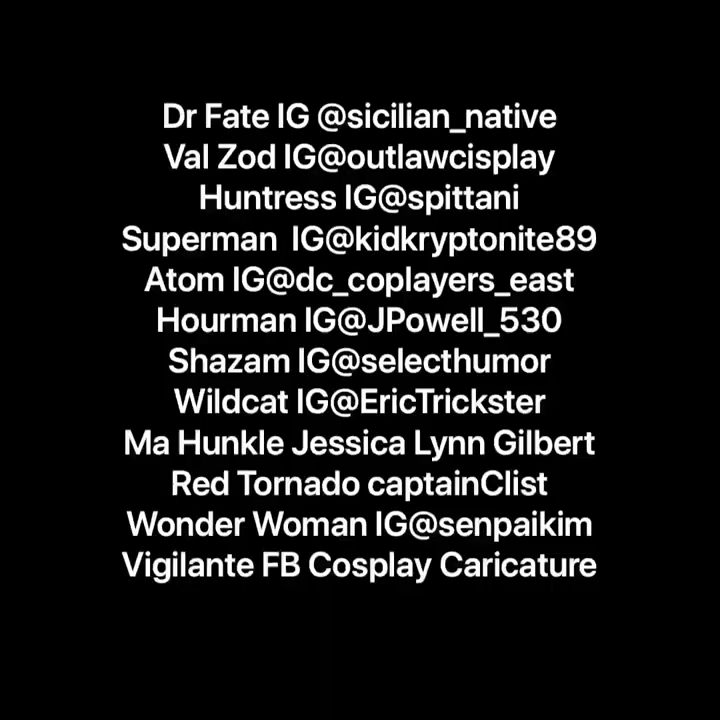 Dr Fate IG @sicilian_native
Val Zod IG@outlawcisplay
Huntress IG@spittani
Superman  IG@kidkryptonite89
Atom IG@dc_coplayers_east
Hourman IG@JPowell_530
Shazam IG@selecthumor
Wildcat IG@EricTrickster
Ma Hunkle Jessica Lynn Gilbert
Red Tornado captainClist
Wonder Woman IG@senpaikim
Vigilante FB Cosplay Caricature